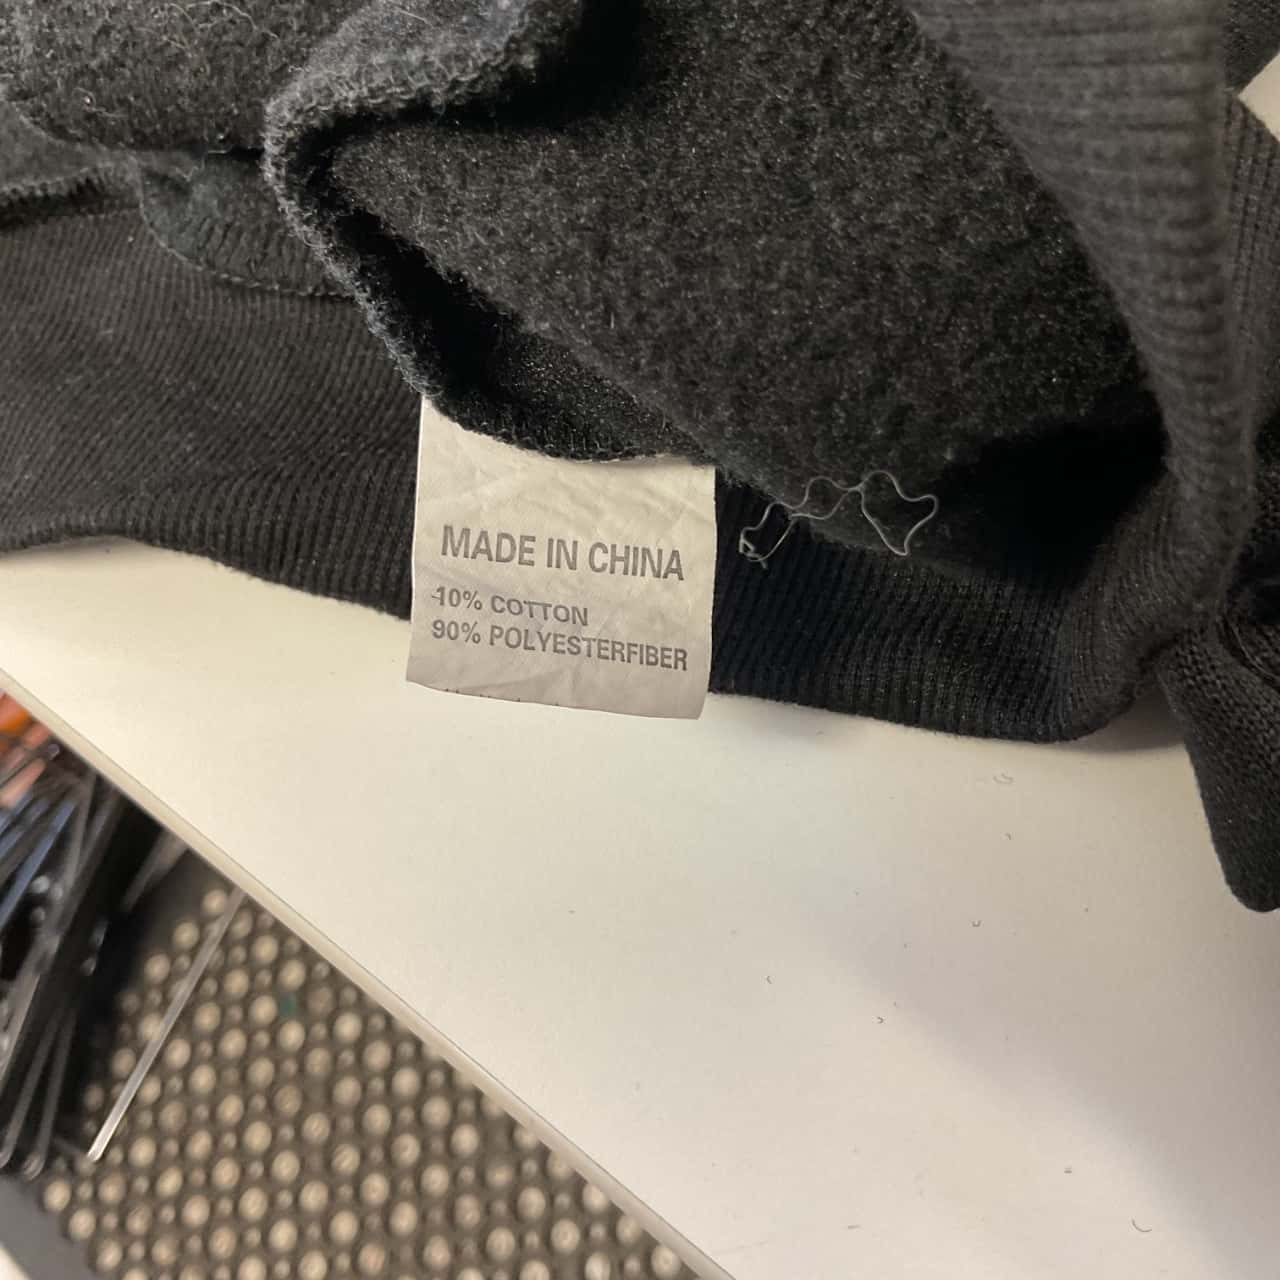 MADE IN CHINA
10% COTTON
90% POLYESTERFIBER